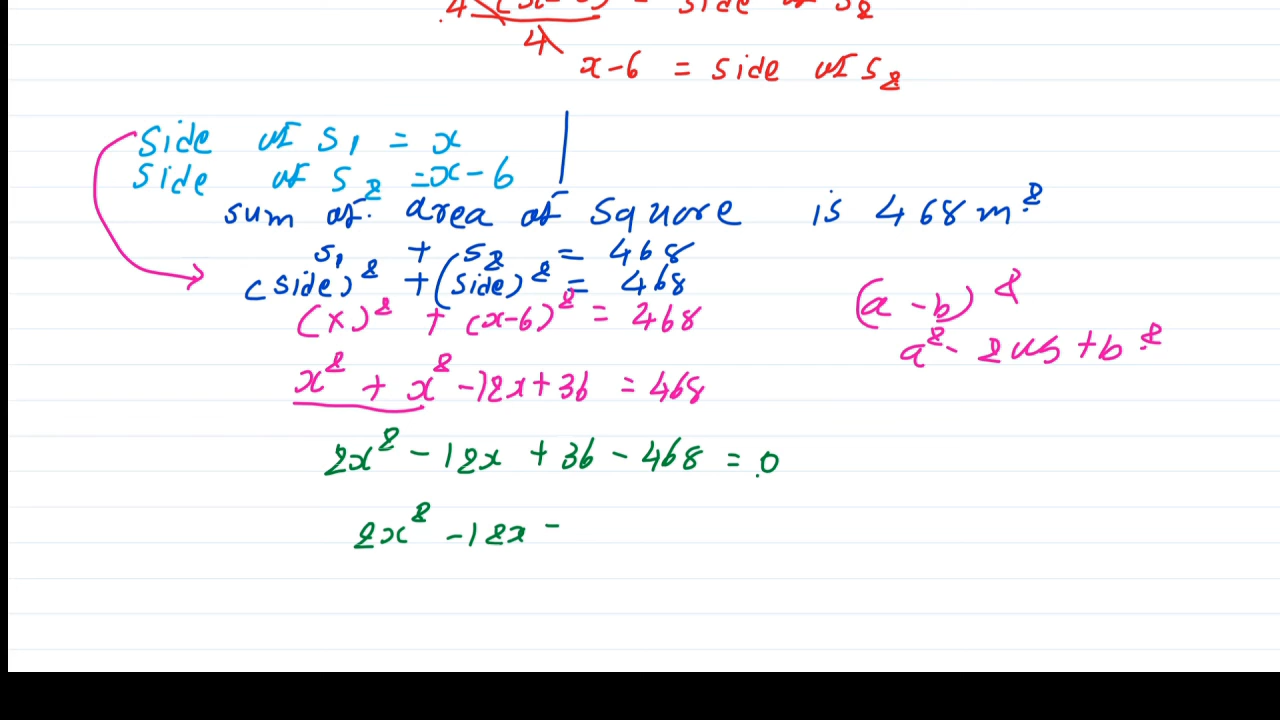 x-6 = side of S2
Side of S1 = x
Side of S2 = x-6
sum of area of Square is 468m²
S1 + S2 = 468
(side)² + (side)² = 468
(x)² + (x-6)² = 468
(a - b)²
a² - 2ab + b²
x² + x² - 12x + 36 = 468
2x² - 12x + 36 - 468 = 0
2x² - 12x -